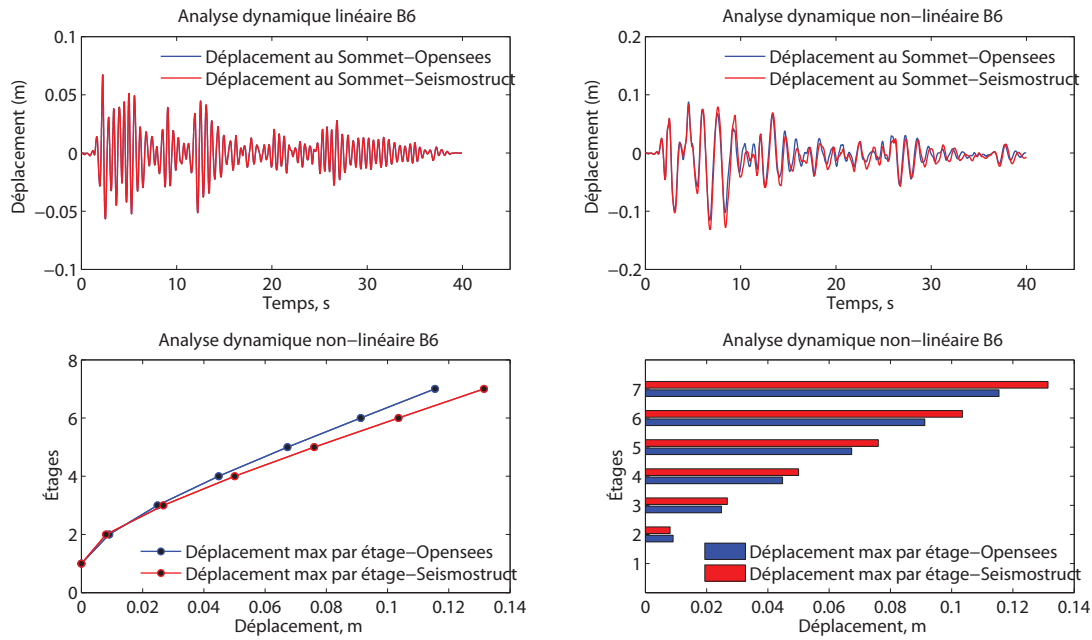 Analyse dynamique linéaire B6
0.1
0.05
0
−0.05
−0.1
Déplacement (m)
Déplacement au Sommet−Opensees
Déplacement au Sommet−Seismostruct
0 10 20 30 40
Temps, s
Analyse dynamique non−linéaire B6
0.2
0.1
0
−0.1
−0.2
Déplacement (m)
Déplacement au Sommet−Opensees
Déplacement au Sommet−Seismostruct
0 10 20 30 40
Temps, s
Analyse dynamique non−linéaire B6
8
6
4
2
0
Étages
Déplacement max par étage−Opensees
Déplacement max par étage−Seismostruct
0 0.02 0.04 0.06 0.08 0.1 0.12 0.14
Déplacement, m
Analyse dynamique non−linéaire B6
7
6
5
4
3
2
1
Étages
Déplacement max par étage−Opensees
Déplacement max par étage−Seismostruct
0 0.02 0.04 0.06 0.08 0.1 0.12 0.14
Déplacement, m